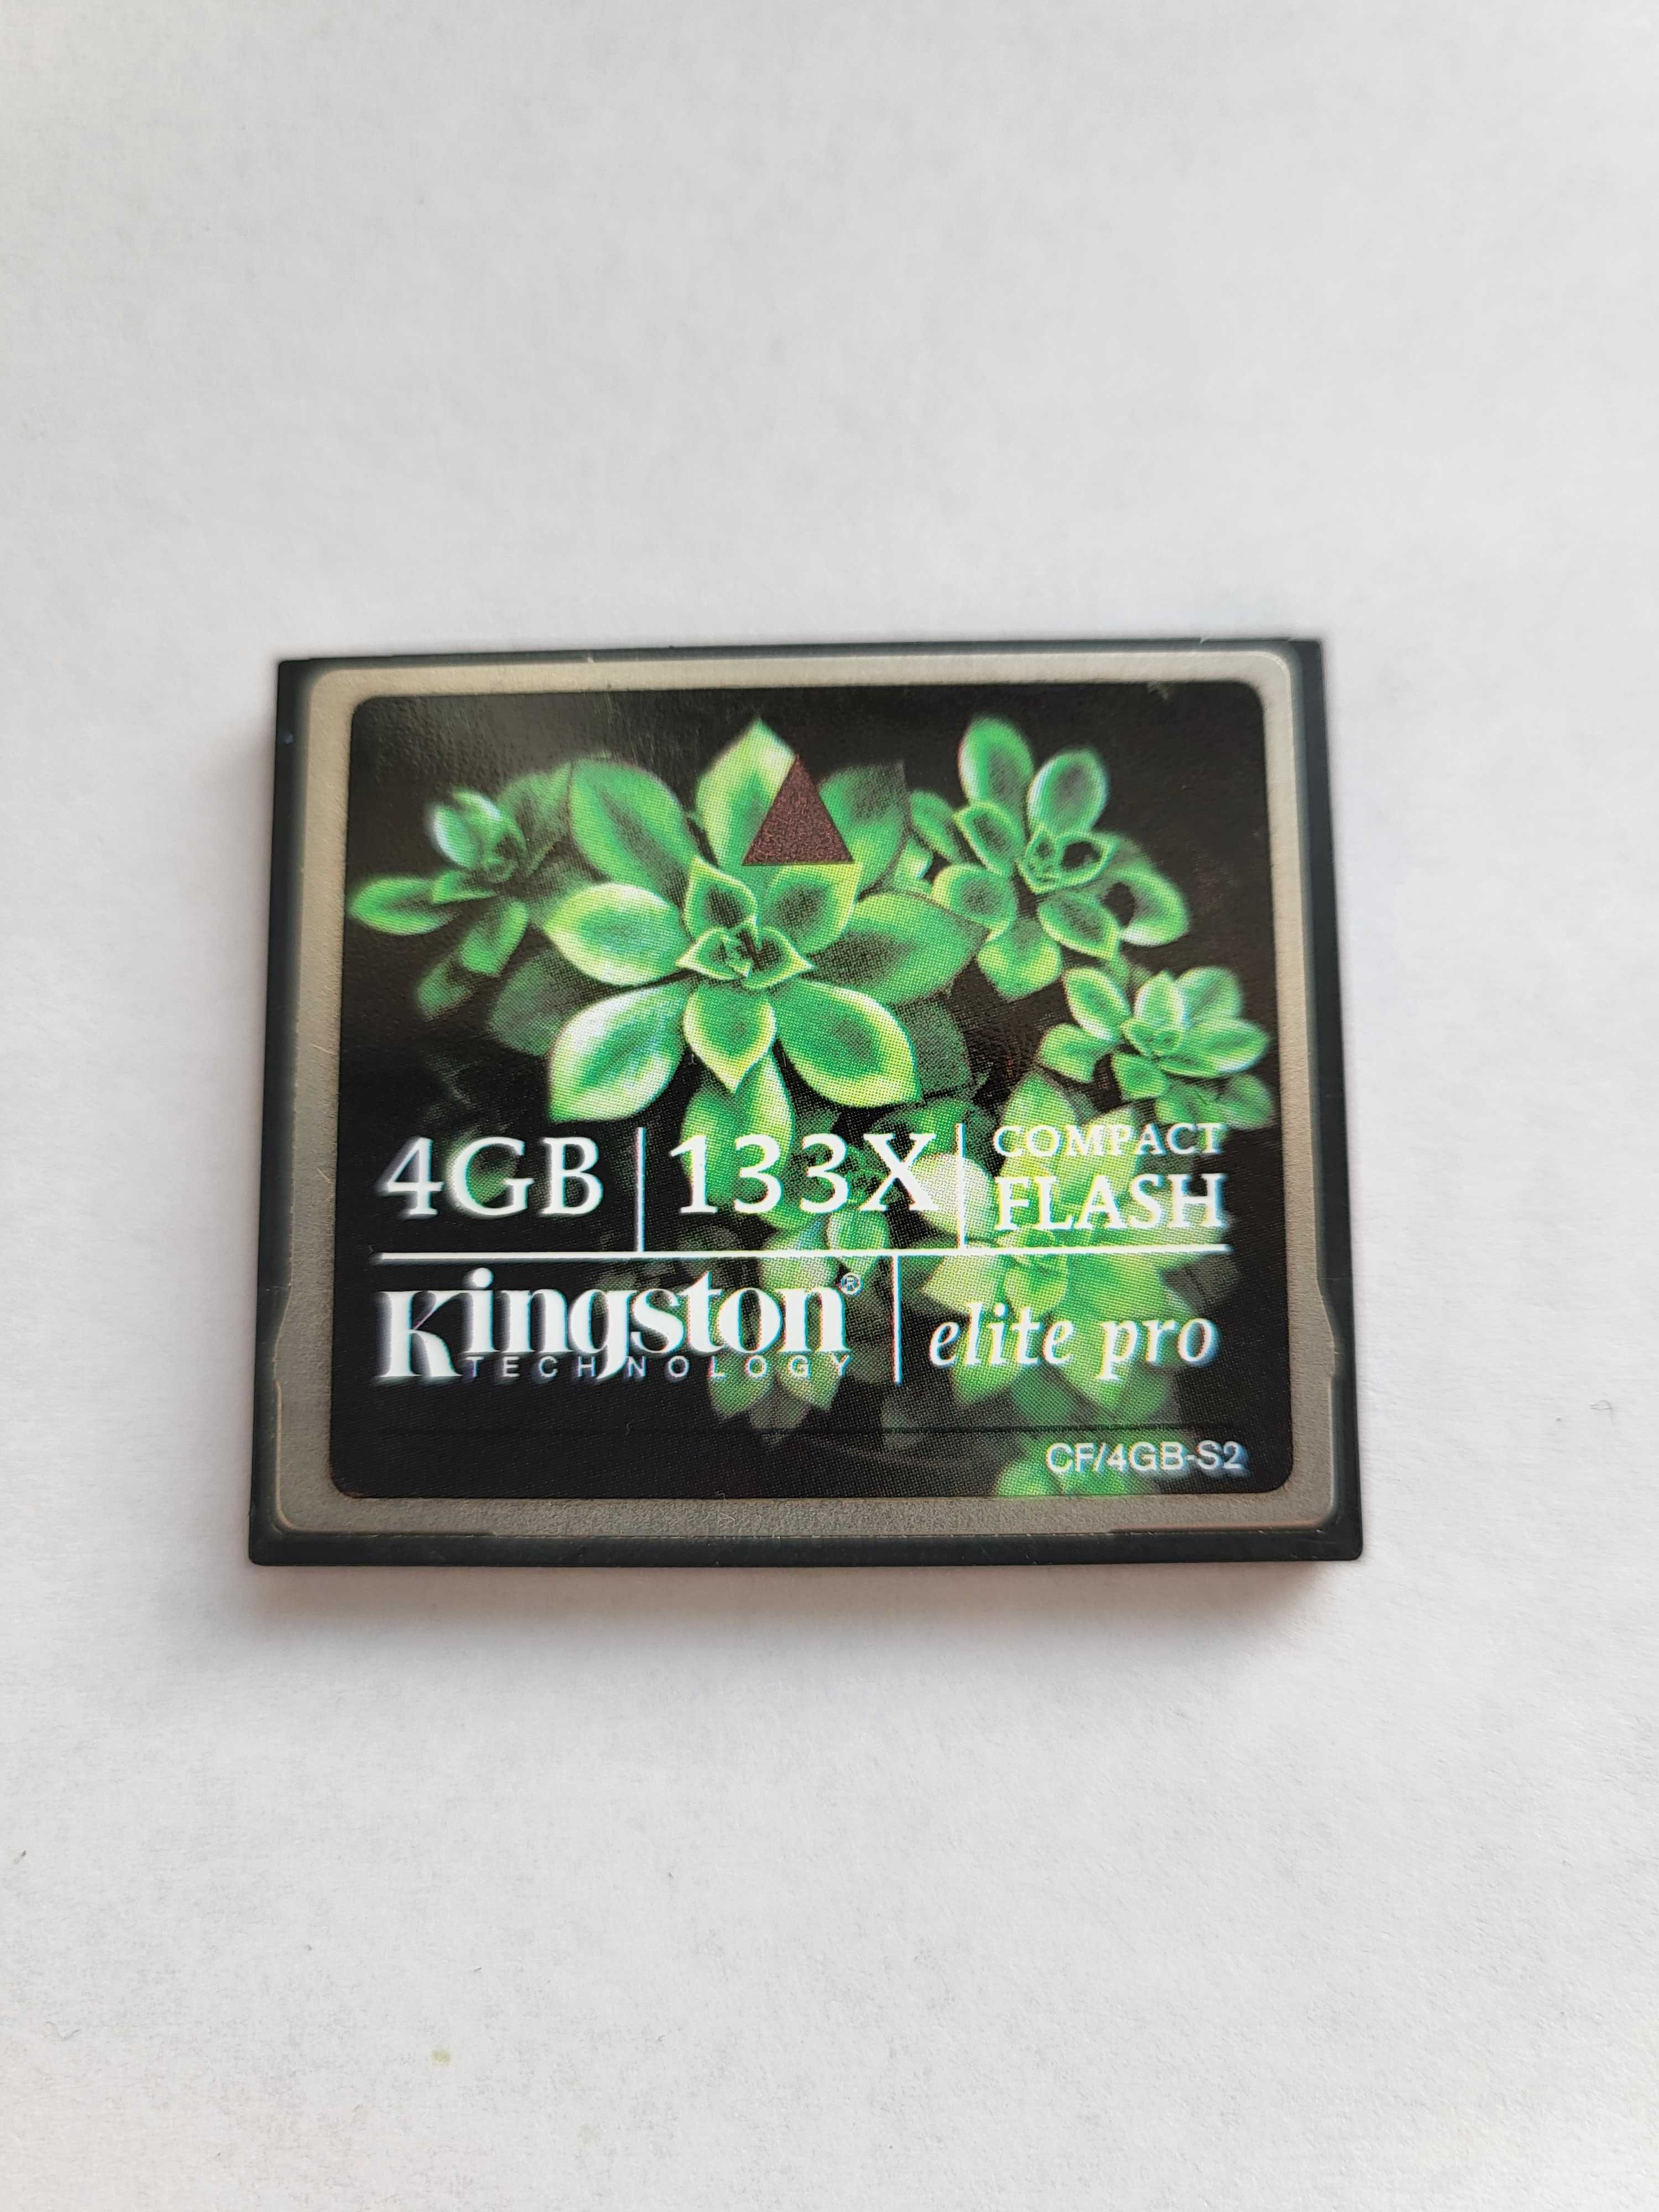 4GB 133X COMPACT FLASH
Kingston® elite pro
TECHNOLOGY
CF/4GB-S2